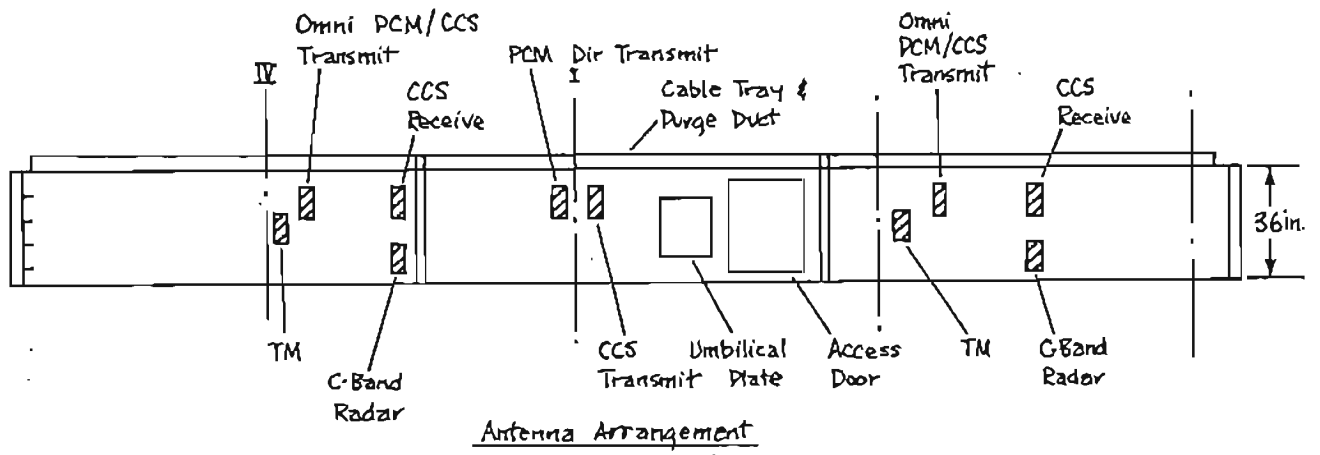 Omni PCM/CCS
Transmit
IV
CCS
Receive
PCM Dir Transmit
I
Cable Tray &
Purge Duct
Omni
PCM/CCS
Transmit
CCS
Receive
36in.
TM
C-Band
Radar
CCS
Transmit
Umbilical
Plate
Access
Door
TM
C-Band
Radar
Antenna Arrangement